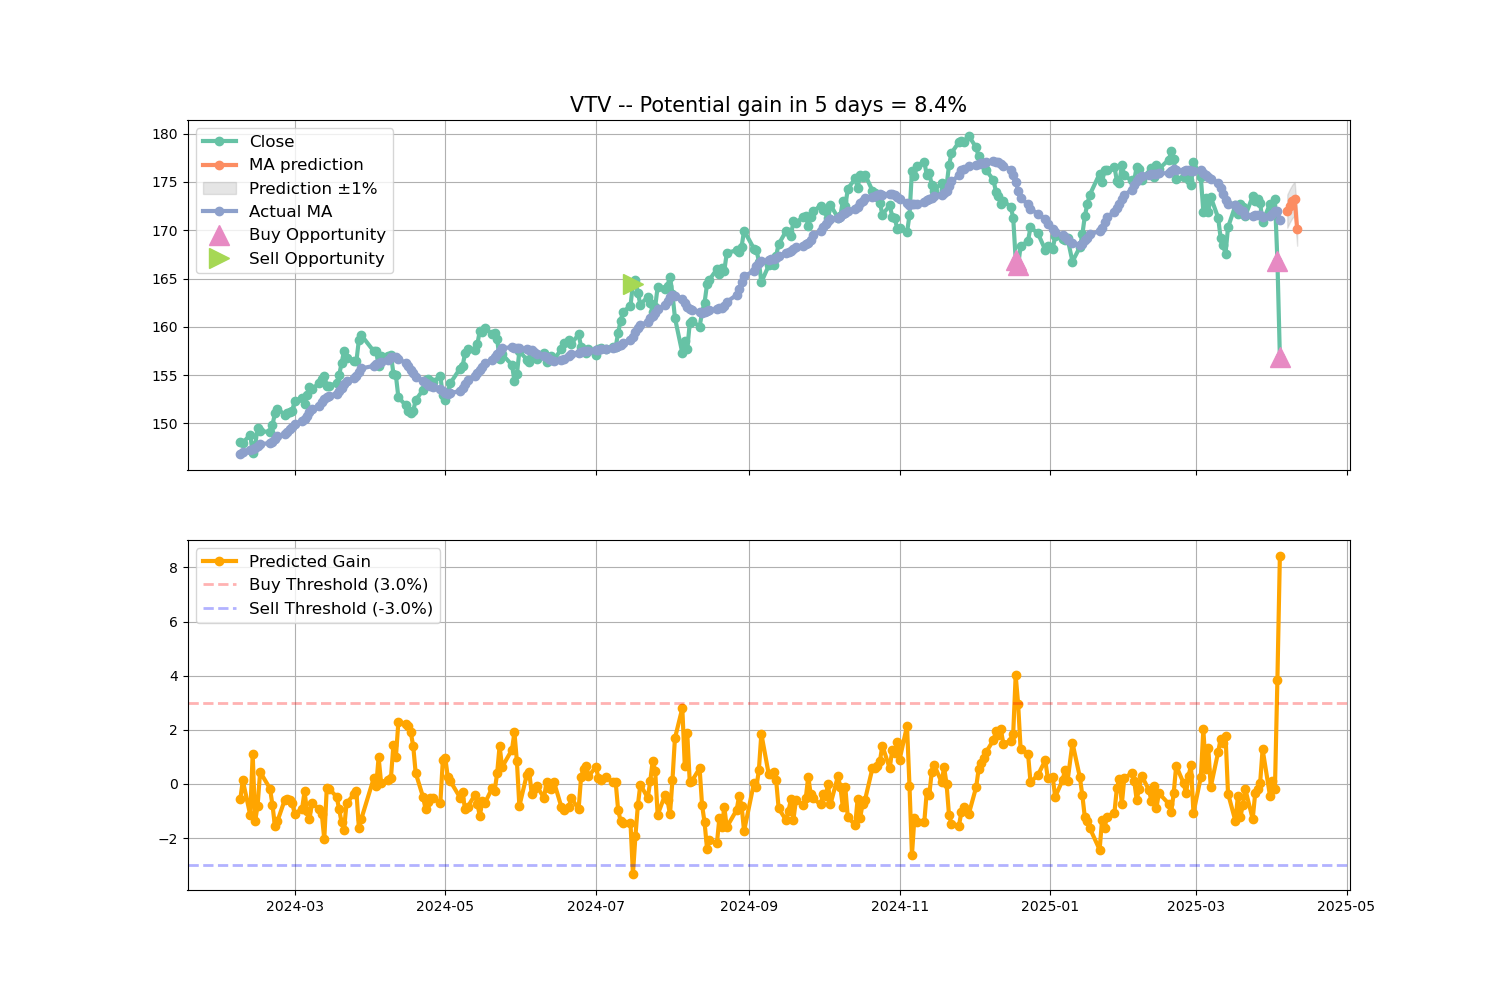 VTV -- Potential gain in 5 days = 8.4%
180
175
170
165
160
155
150
Close
MA prediction
Prediction ±1%
Actual MA
Buy Opportunity
Sell Opportunity
8
6
4
2
0
−2
Predicted Gain
Buy Threshold (3.0%)
Sell Threshold (-3.0%)
2024-03 2024-05 2024-07 2024-09 2024-11 2025-01 2025-03 2025-05